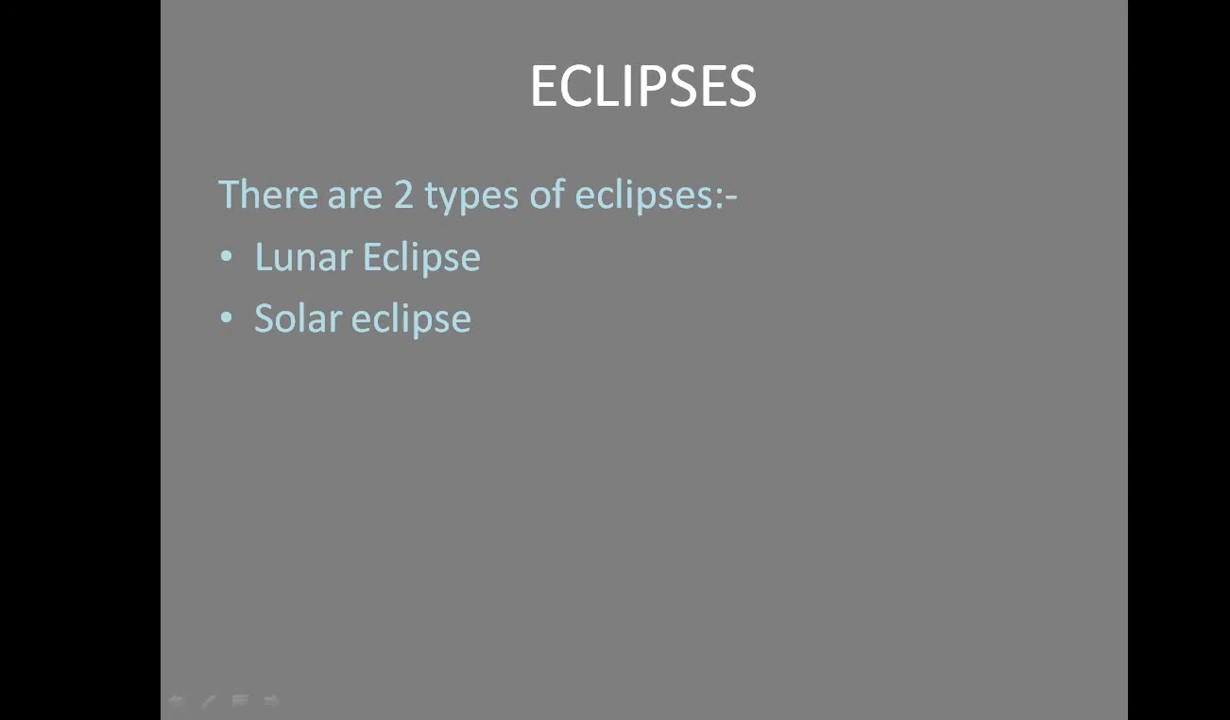 ECLIPSES
There are 2 types of eclipses:-
• Lunar Eclipse
• Solar eclipse